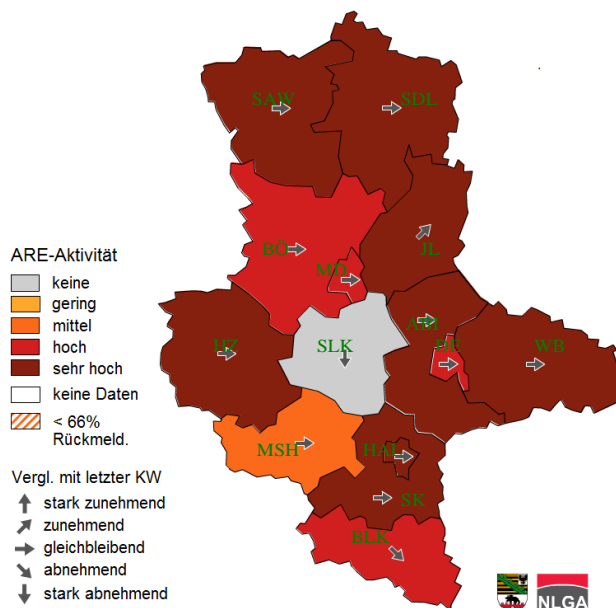 SAW
SDL
BÖ
JL
MD
ABI
HZ
SLK
DE
WB
MSH
HAL
SK
BLK
ARE-Aktivität
keine
gering
mittel
hoch
sehr hoch
keine Daten
< 66%
Rückmeld.
Vergl. mit letzter KW
stark zunehmend
zunehmend
gleichbleibend
abnehmend
stark abnehmend
NLGA